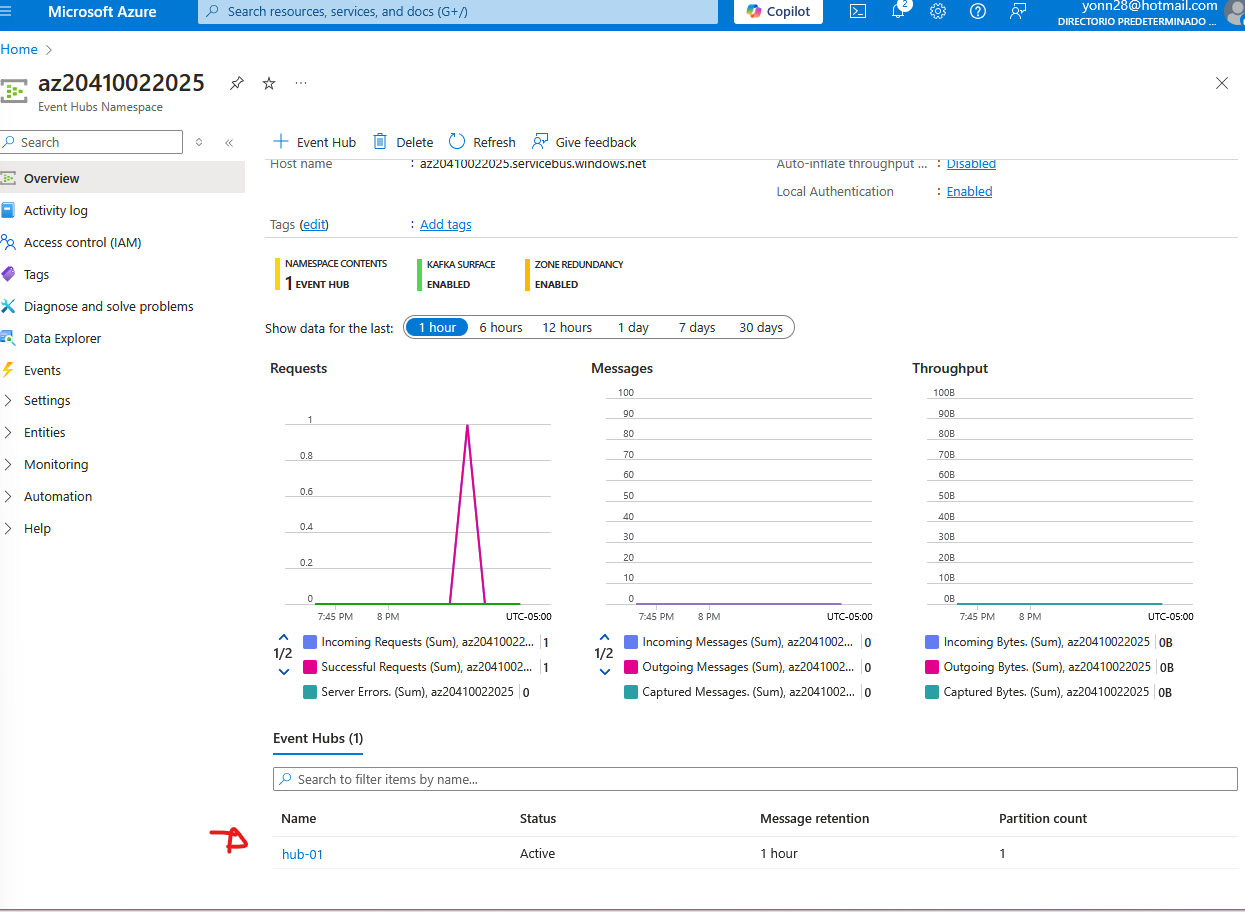 Microsoft Azure
Search resources, services, and docs (G+/)
Copilot
2
yonn28@hotmail.com
DIRECTORIO PREDETERMINADO ...
Home
az20410022025
Event Hubs Namespace
Search
Event Hub
Delete
Refresh
Give feedback
Overview
Activity log
Access control (IAM)
Tags
Diagnose and solve problems
Data Explorer
Events
Settings
Entities
Monitoring
Automation
Help
Host name : az20410022025.servicebus.windows.net
Auto-inflate throughput ... : Disabled
Local Authentication : Enabled
Tags (edit) : Add tags
NAMESPACE CONTENTS
1 EVENT HUB
KAFKA SURFACE
ENABLED
ZONE REDUNDANCY
ENABLED
Show data for the last: 1 hour 6 hours 12 hours 1 day 7 days 30 days
Requests
1
0.8
0.6
0.4
0.2
0
7:45 PM 8 PM UTC-05:00
1/2
Incoming Requests (Sum), az20410022... 1
Successful Requests (Sum), az2041002... 1
Server Errors. (Sum), az20410022025 0
Messages
100
90
80
70
60
50
40
30
20
10
0
7:45 PM 8 PM UTC-05:00
1/2
Incoming Messages (Sum), az2041002... 0
Outgoing Messages (Sum), az2041002... 0
Captured Messages. (Sum), az2041002... 0
Throughput
100B
90B
80B
70B
60B
50B
40B
30B
20B
10B
0B
7:45 PM 8 PM UTC-05:00
Incoming Bytes. (Sum), az20410022025 0B
Outgoing Bytes. (Sum), az20410022025 0B
Captured Bytes. (Sum), az20410022025 0B
Event Hubs (1)
Search to filter items by name...
Name Status Message retention Partition count
hub-01 Active 1 hour 1